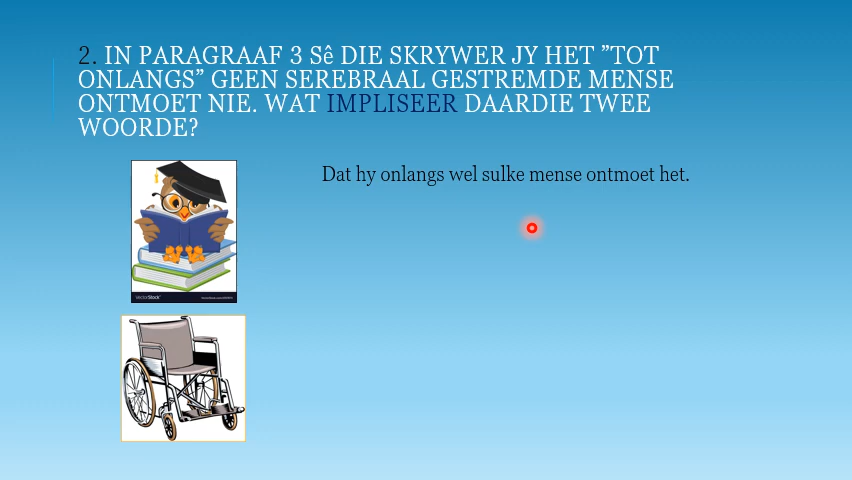 2. IN PARAGRAAF 3 Sê DIE SKRYWER JY HET ”TOT
ONLANGS” GEEN SEREBRAAL GESTREMDE MENSE
ONTMOET NIE. WAT IMPLISEER DAARDIE TWEE
WOORDE?
Dat hy onlangs wel sulke mense ontmoet het.
VectorStock